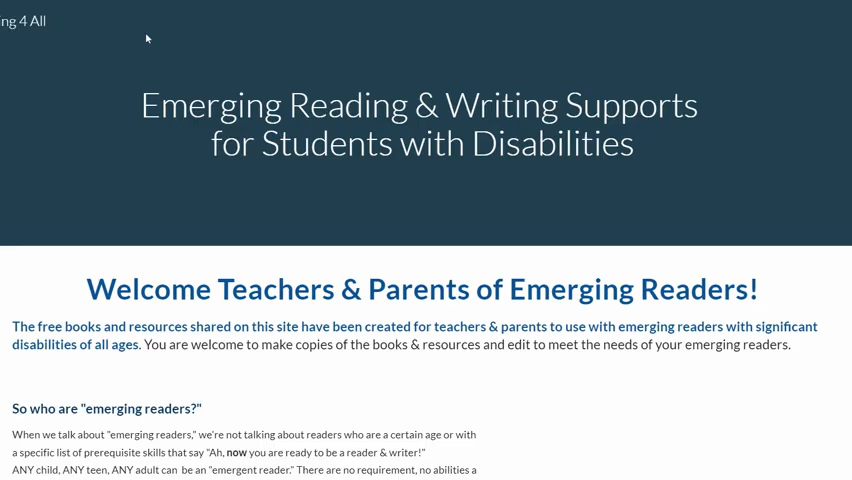 ing 4 All
Emerging Reading & Writing Supports
for Students with Disabilities
Welcome Teachers & Parents of Emerging Readers!
The free books and resources shared on this site have been created for teachers & parents to use with emerging readers with significant
disabilities of all ages. You are welcome to make copies of the books & resources and edit to meet the needs of your emerging readers.
So who are "emerging readers?"
When we talk about "emerging readers," we're not talking about readers who are a certain age or with
a specific list of prerequisite skills that say "Ah, now you are ready to be a reader & writer!"
ANY child, ANY teen, ANY adult can be an "emergent reader." There are no requirement, no abilities a